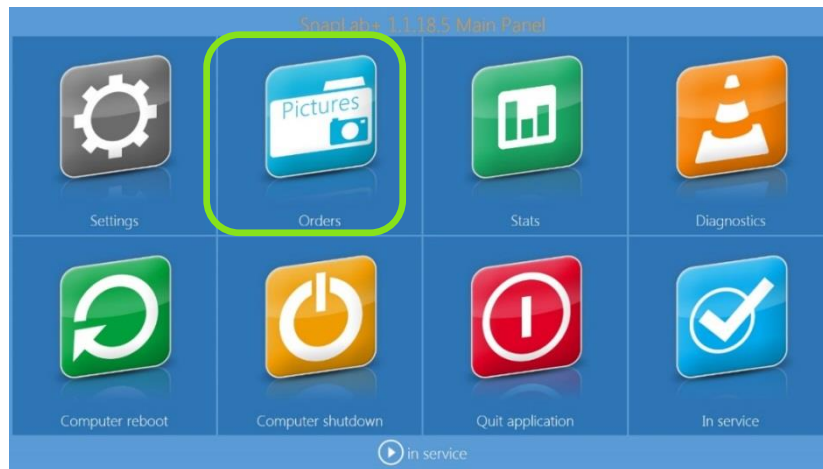 SnapLab+ 1.1.18.5 Main Panel
Pictures
Settings
Orders
Stats
Diagnostics
Computer reboot
Computer shutdown
Quit application
In service
in service